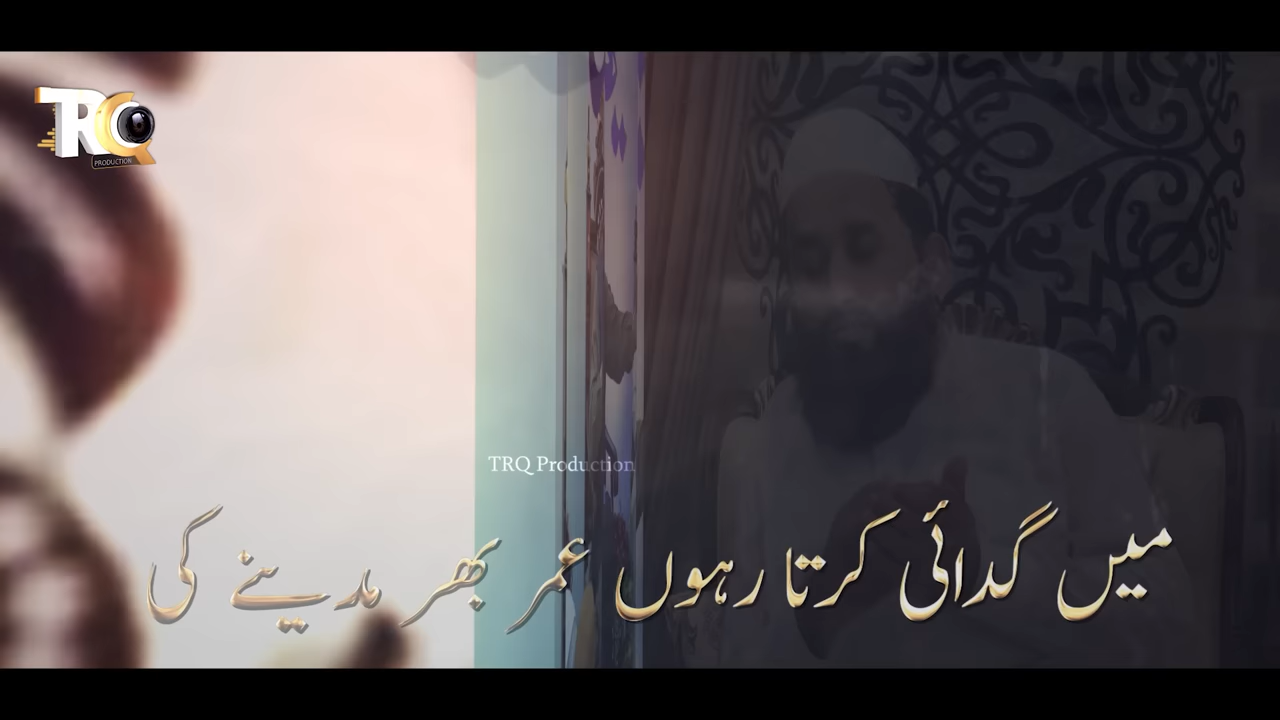 TRQ
PRODUCTION
TRQ Production
میں گدائی کرتا رہوں عمر بھر مدینے کی